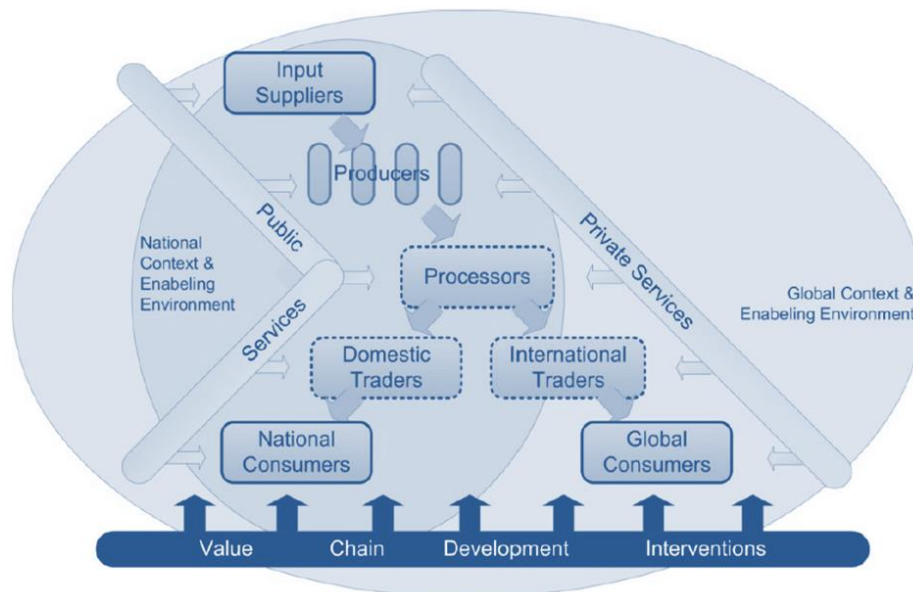 Input
Suppliers
Producers
Public
Services
Private Services
National
Context &
Enabeling
Environment
Processors
Global Context &
Enabeling Environment
Domestic
Traders
International
Traders
National
Consumers
Global
Consumers
Value Chain Development Interventions